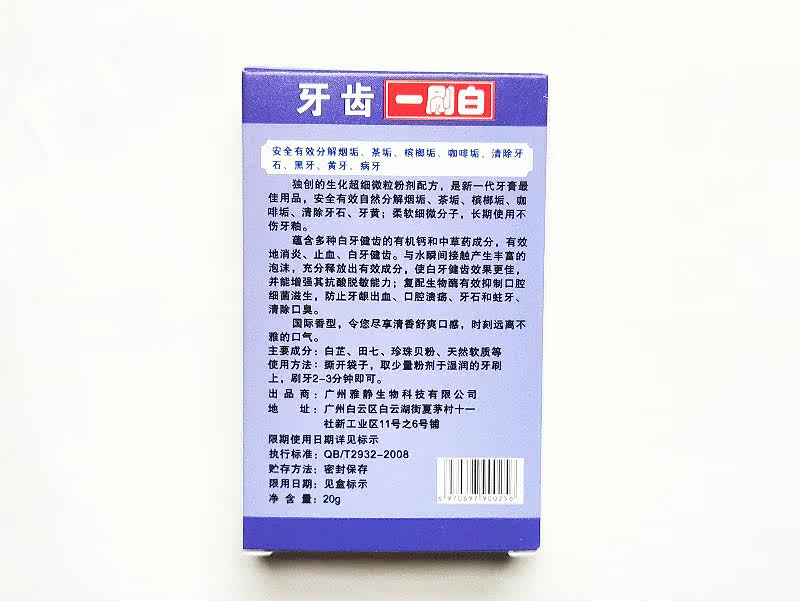 牙齿 一刷白
安全有效分解烟垢、茶垢、槟榔垢、咖啡垢、清除牙
石、黑牙、黄牙、病牙
独创的生化超细微粒粉剂配方，是新一代牙膏最
佳用品，安全有效自然分解烟垢、茶垢、槟榔垢、咖
啡垢、清除牙石、牙黄；柔软细微分子，长期使用不
伤牙釉。
蕴含多种白牙健齿的有机钙和中草药成分，有效
地消炎、止血、白牙健齿。与水瞬间接触产生丰富的
泡沫，充分释放出有效成分，使白牙健齿效果更佳，
并能增强其抗酸脱敏能力；复配生物酶有效抑制口腔
细菌滋生，防止牙龈出血、口腔溃疡、牙石和蛀牙、
清除口臭。
国际香型，令您尽享清香舒爽口感，时刻远离不
雅的口气。
主要成分：白芷、田七、珍珠贝粉、天然软质等
使用方法：撕开袋子，取少量粉剂于湿润的牙刷
上，刷牙2-3分钟即可。
出品商：广州雅静生物科技有限公司
地址：广州白云区白云湖街夏茅村十一
社新工业区11号之6号铺
限期使用日期详见标示
执行标准：QB/T2932-2008
贮存方法：密封保存
限用日期：见盒标示
净含量：20g
6970697900256